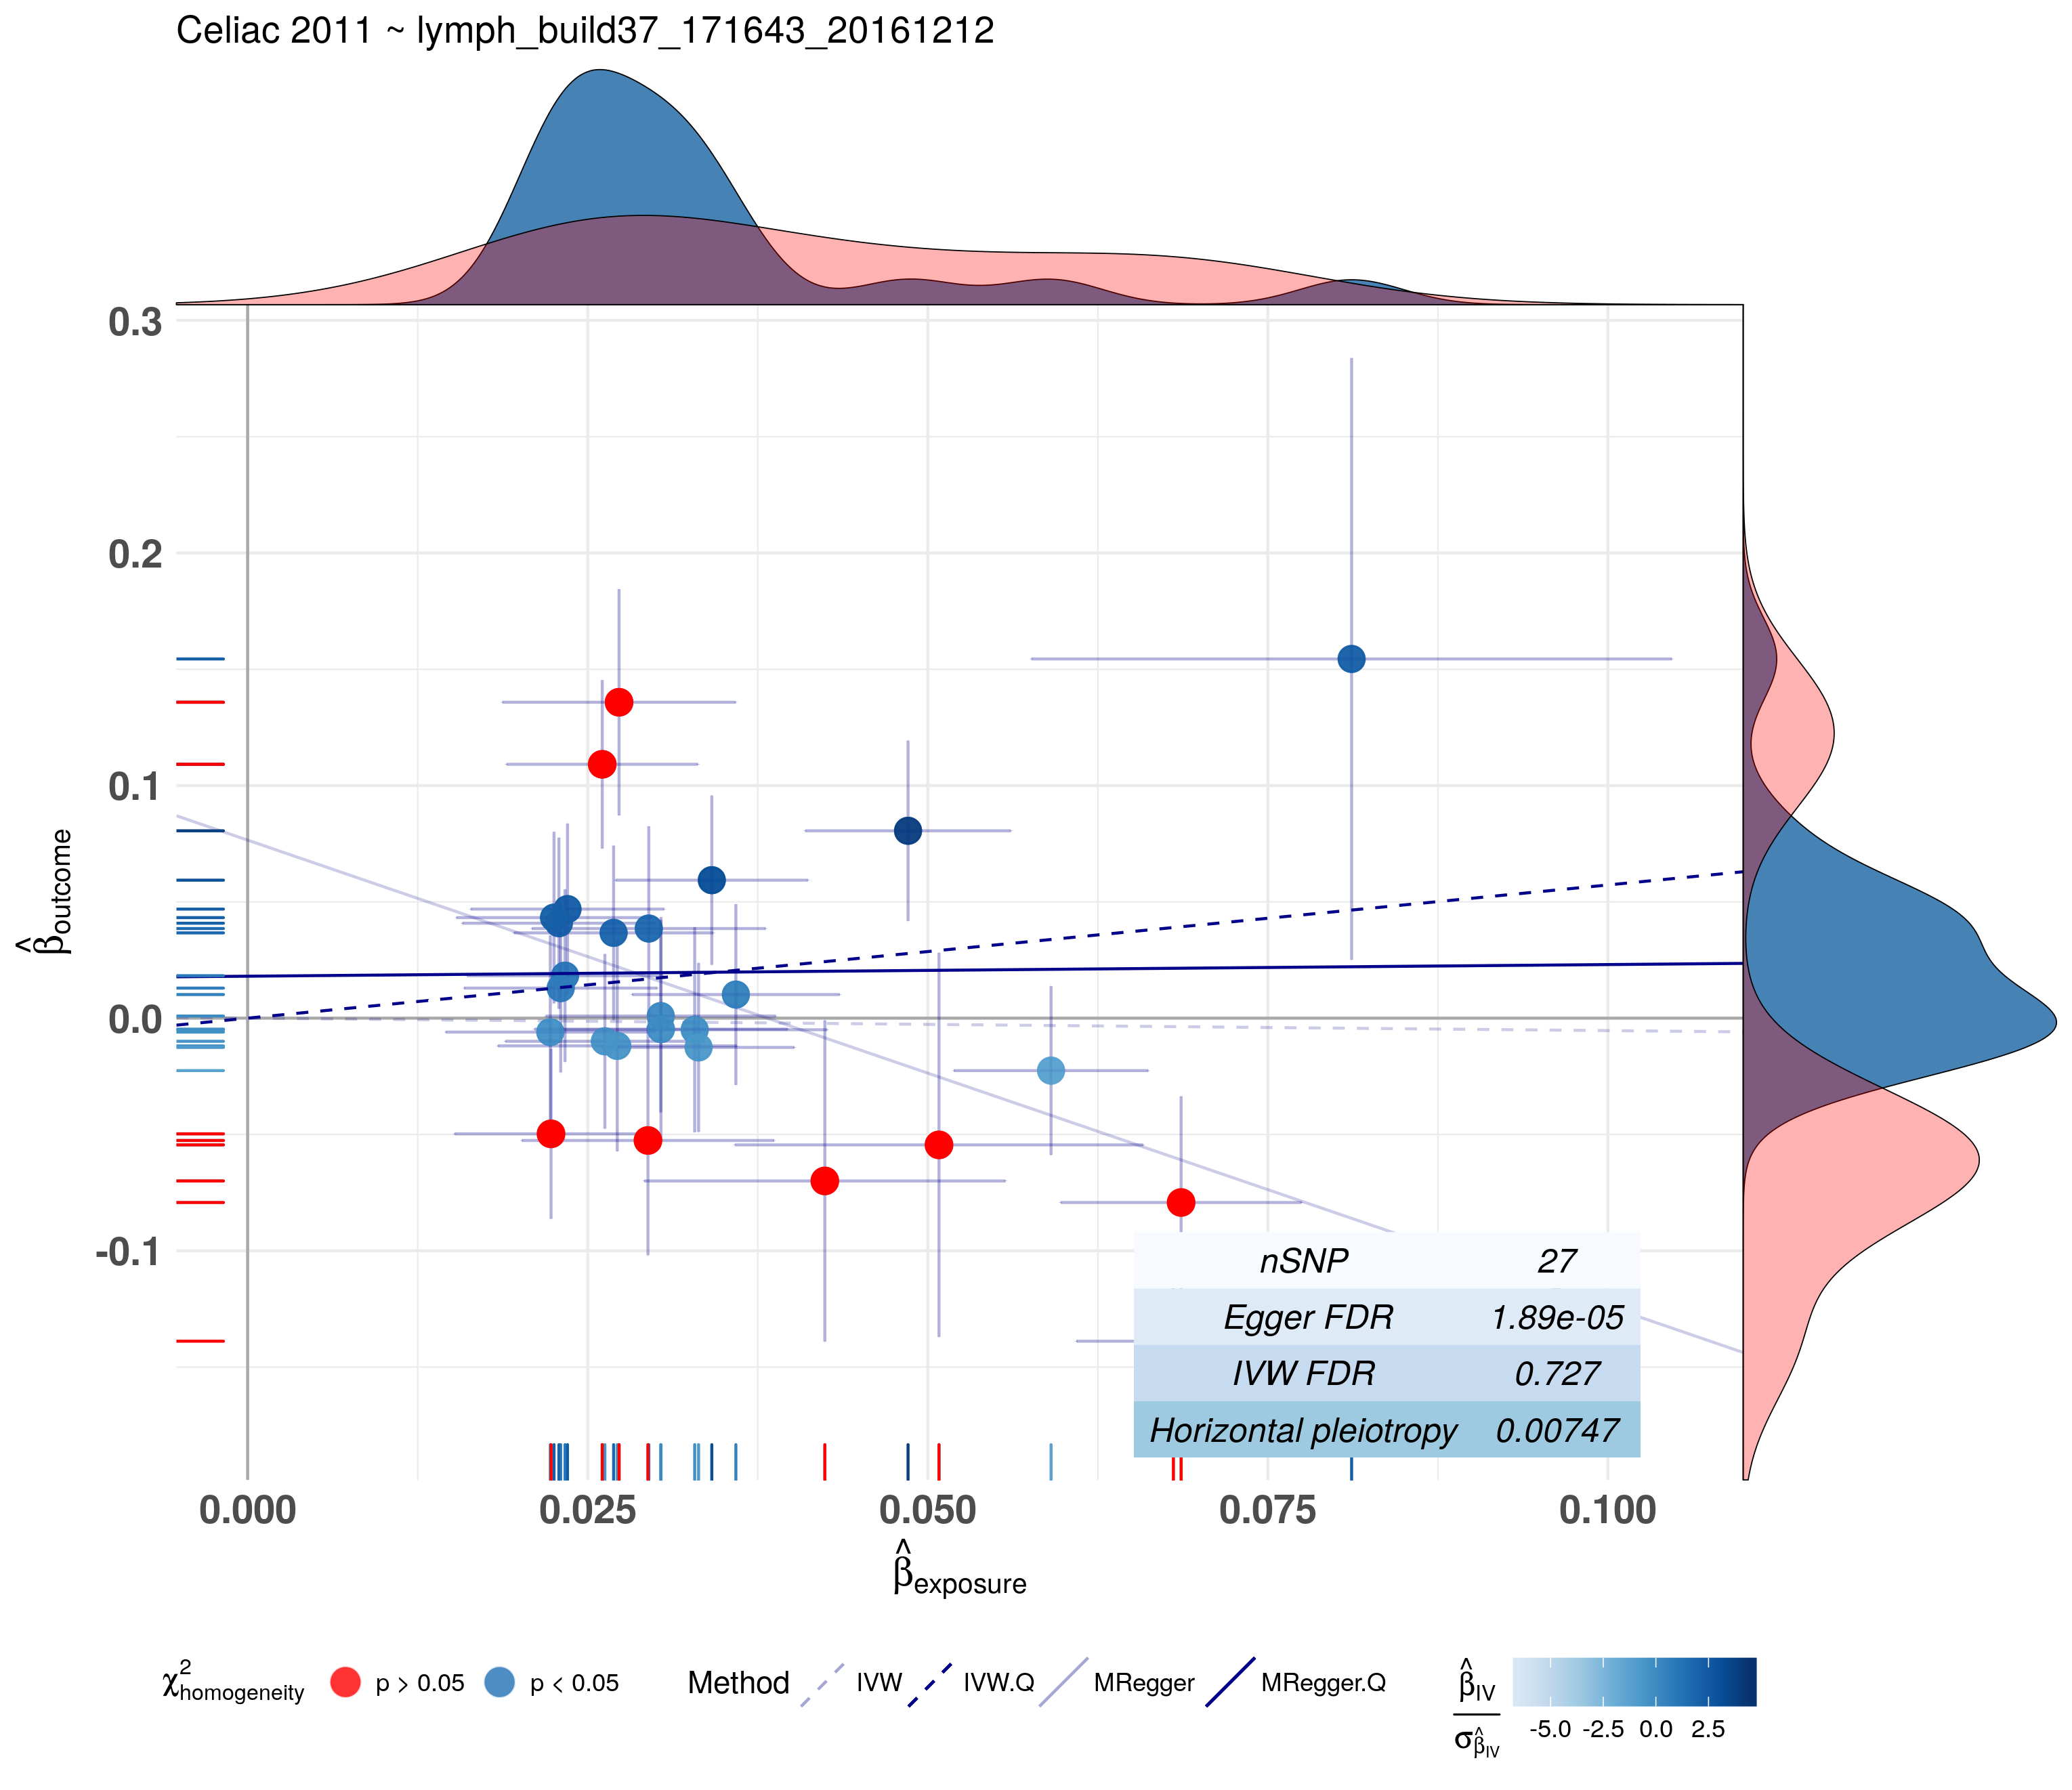 Celiac 2011 ~ lymph_build37_171643_20161212
0.3
0.2
0.1
0.0
-0.1
β̂outcome
nSNP 27
Egger FDR 1.89e-05
IVW FDR 0.727
Horizontal pleiotropy 0.00747
0.000 0.025 0.050 0.075 0.100
β̂exposure
χ²homogeneity p > 0.05 p < 0.05 Method IVW IVW.Q MRegger MRegger.Q
β̂IV
σβ̂IV
-5.0 -2.5 0.0 2.5